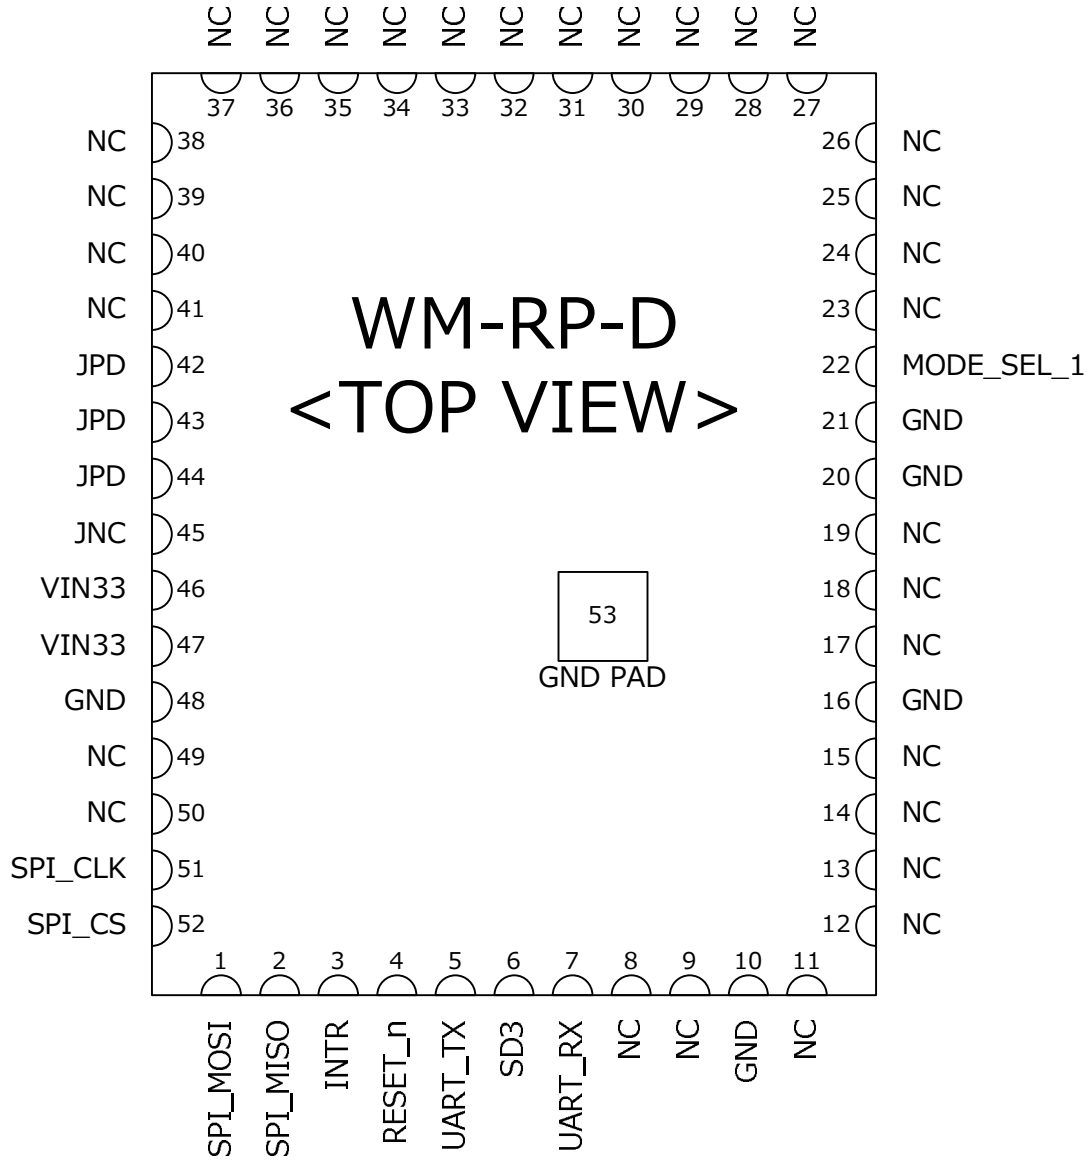 NC NC NC NC NC NC NC NC NC NC NC
37 36 35 34 33 32 31 30 29 28 27
NC 38 26 NC
NC 39 25 NC
NC 40 24 NC
NC 41 23 NC
WM-RP-D
JPD 42 22 MODE_SEL_1
<TOP VIEW>
JPD 43 21 GND
JPD 44 20 GND
JNC 45 19 NC
VIN33 46 18 NC
53
VIN33 47 17 NC
GND PAD
GND 48 16 GND
NC 49 15 NC
NC 50 14 NC
SPI_CLK 51 13 NC
SPI_CS 52 12 NC
1 2 3 4 5 6 7 8 9 10 11
SPI_MOSI SPI_MISO INTR RESET_n UART_TX SD3 UART_RX NC NC GND NC